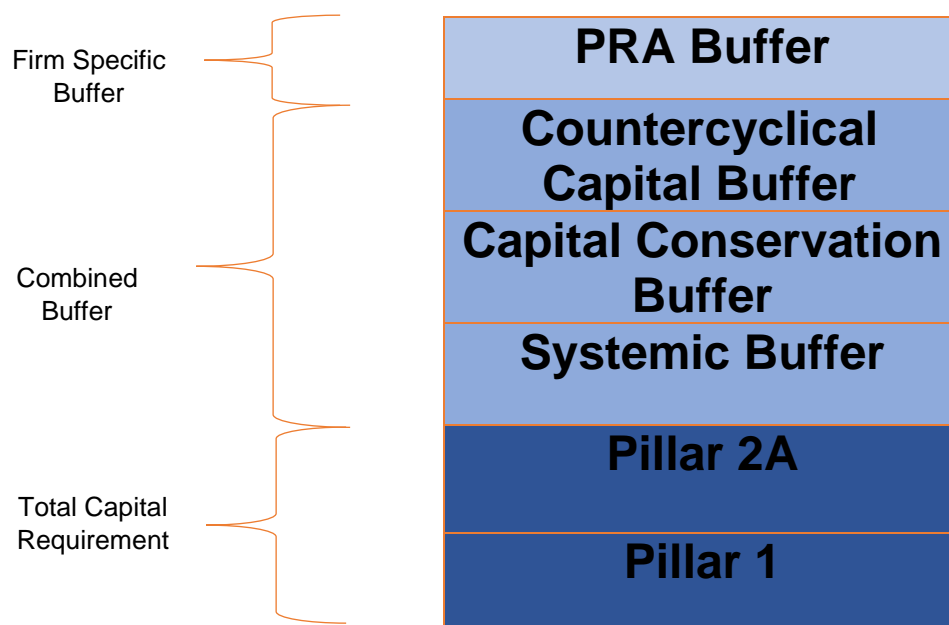 Firm Specific
Buffer
PRA Buffer
Countercyclical
Capital Buffer
Combined
Buffer
Capital Conservation
Buffer
Systemic Buffer
Total Capital
Requirement
Pillar 2A
Pillar 1